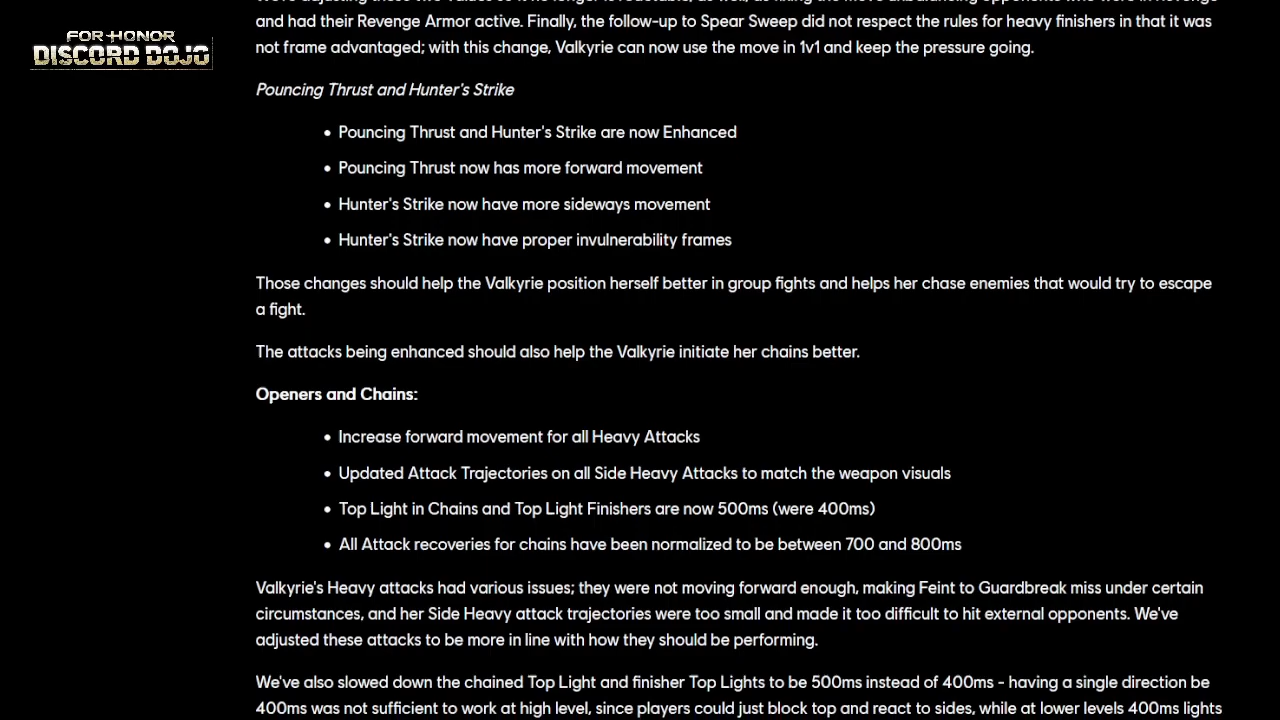 FOR HONOR
DISCORD DOJO
and had their Revenge Armor active. Finally, the follow-up to Spear Sweep did not respect the rules for heavy finishers in that it was
not frame advantaged; with this change, Valkyrie can now use the move in 1v1 and keep the pressure going.
Pouncing Thrust and Hunter's Strike
• Pouncing Thrust and Hunter's Strike are now Enhanced
• Pouncing Thrust now has more forward movement
• Hunter's Strike now have more sideways movement
• Hunter's Strike now have proper invulnerability frames
Those changes should help the Valkyrie position herself better in group fights and helps her chase enemies that would try to escape
a fight.
The attacks being enhanced should also help the Valkyrie initiate her chains better.
Openers and Chains:
• Increase forward movement for all Heavy Attacks
• Updated Attack Trajectories on all Side Heavy Attacks to match the weapon visuals
• Top Light in Chains and Top Light Finishers are now 500ms (were 400ms)
• All Attack recoveries for chains have been normalized to be between 700 and 800ms
Valkyrie's Heavy attacks had various issues; they were not moving forward enough, making Feint to Guardbreak miss under certain
circumstances, and her Side Heavy attack trajectories were too small and made it too difficult to hit external opponents. We've
adjusted these attacks to be more in line with how they should be performing.
We've also slowed down the chained Top Light and finisher Top Lights to be 500ms instead of 400ms - having a single direction be
400ms was not sufficient to work at high level, since players could just block top and react to sides, while at lower levels 400ms lights